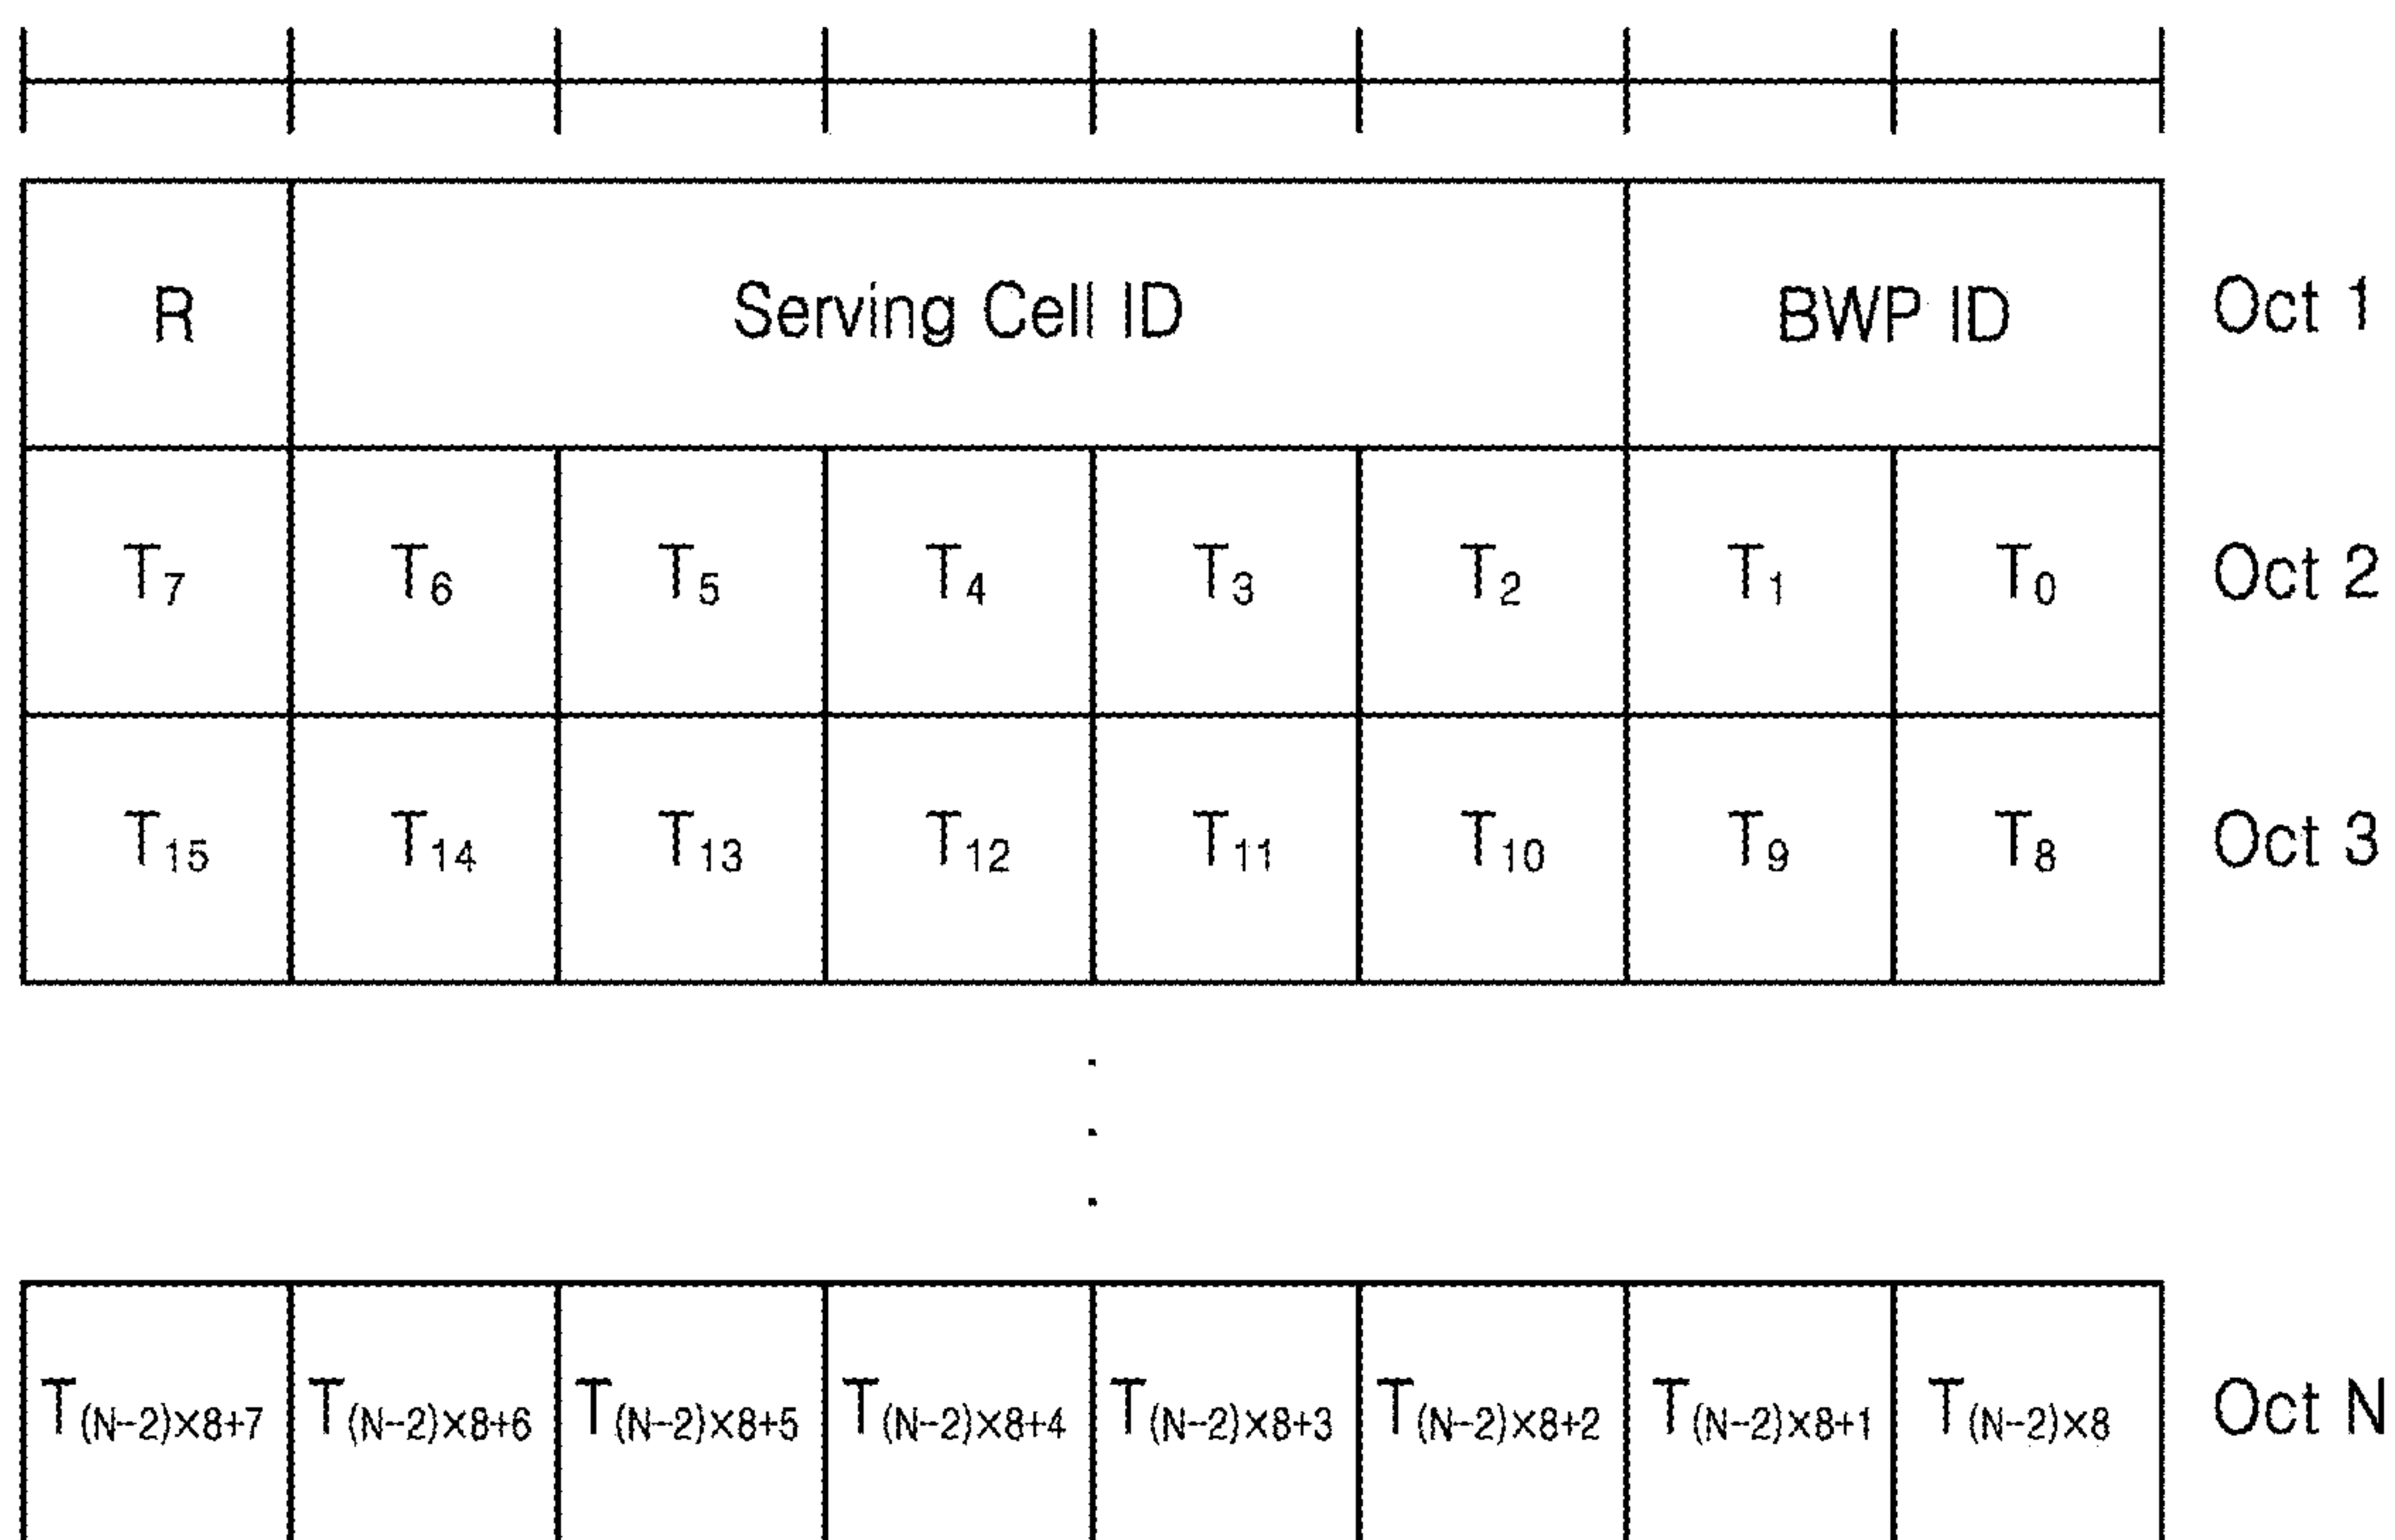 R Serving Cell ID BWP ID Oct 1
T7 T6 T5 T4 T3 T2 T1 T0 Oct 2
T15 T14 T13 T12 T11 T10 T9 T8 Oct 3
T(N-2)×8+7 T(N-2)×8+6 T(N-2)×8+5 T(N-2)×8+4 T(N-2)×8+3 T(N-2)×8+2 T(N-2)×8+1 T(N-2)×8 Oct N